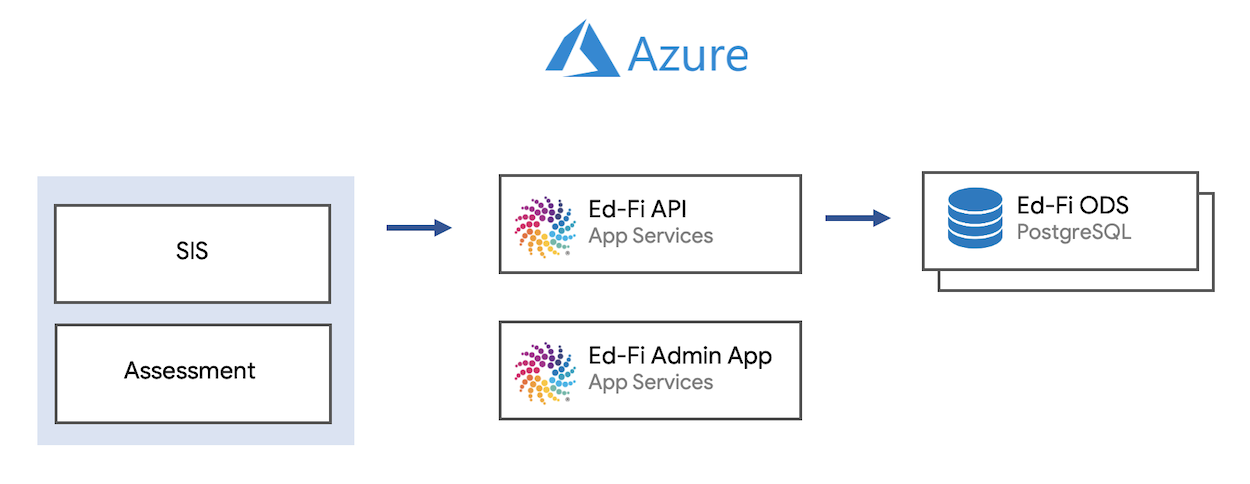 Azure
SIS
Assessment
Ed-Fi API
App Services
Ed-Fi Admin App
App Services
Ed-Fi ODS
PostgreSQL